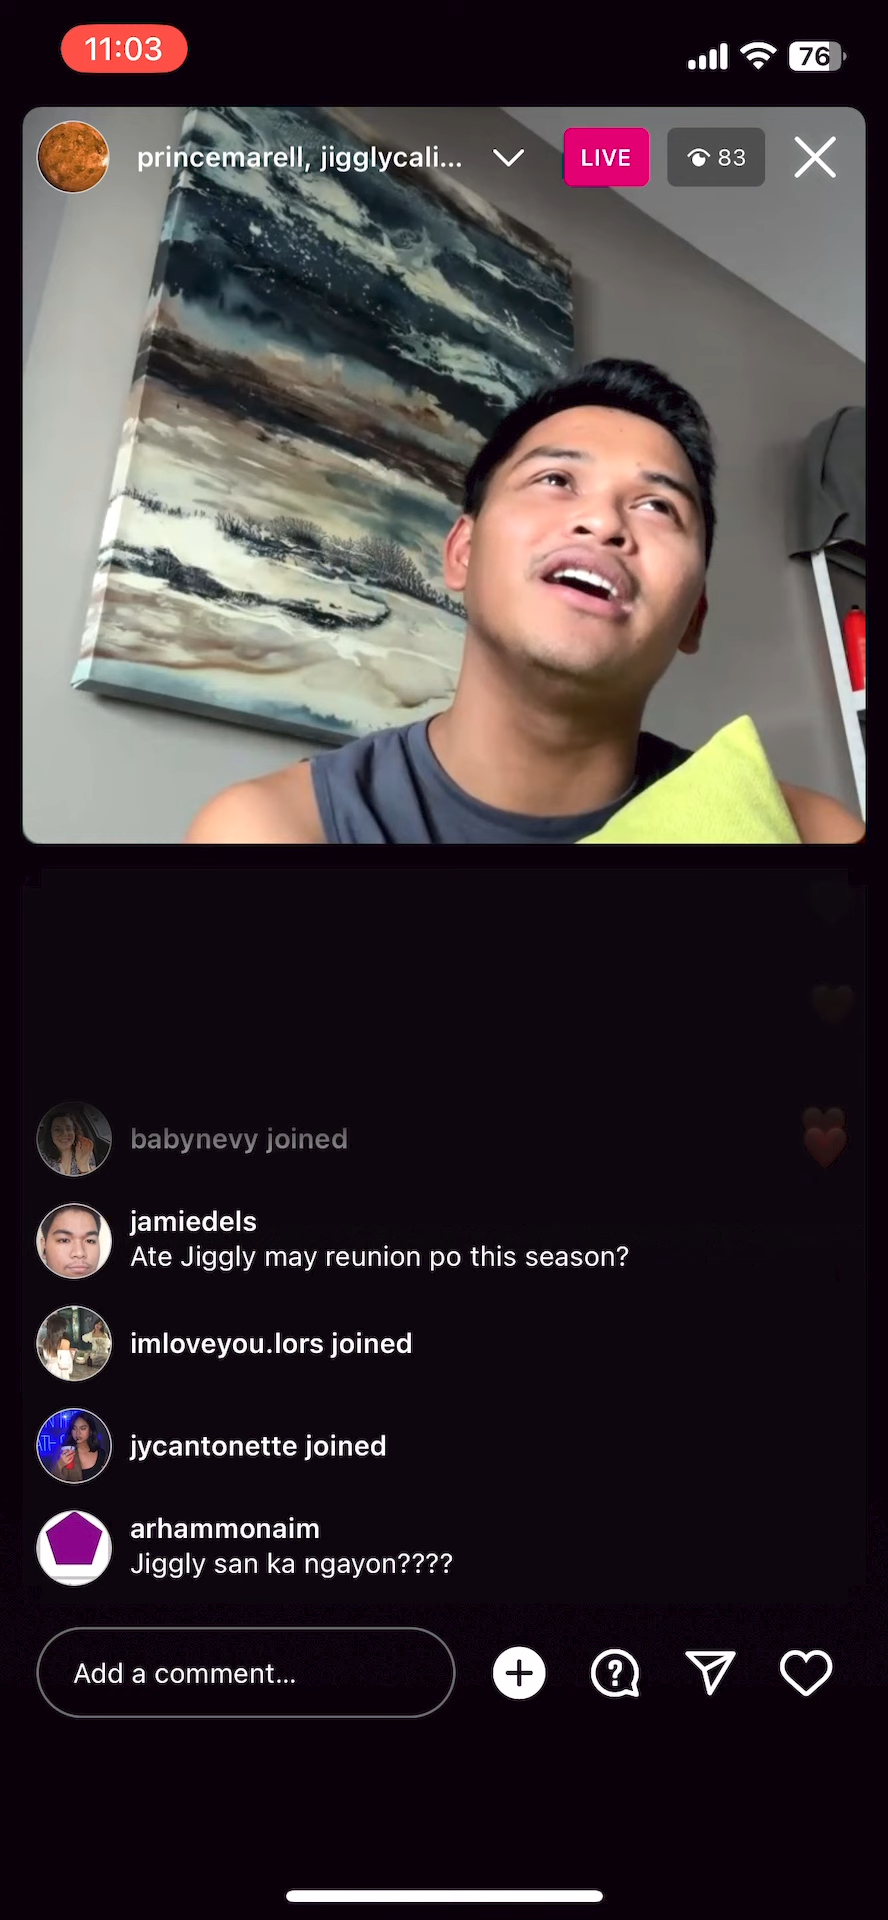 11:03
76
princemarell, jigglycali...
LIVE
83
babynevy joined
jamiedels
Ate Jiggly may reunion po this season?
imloveyou.lors joined
jycantonette joined
arhammonaim
Jiggly san ka ngayon????
Add a comment...